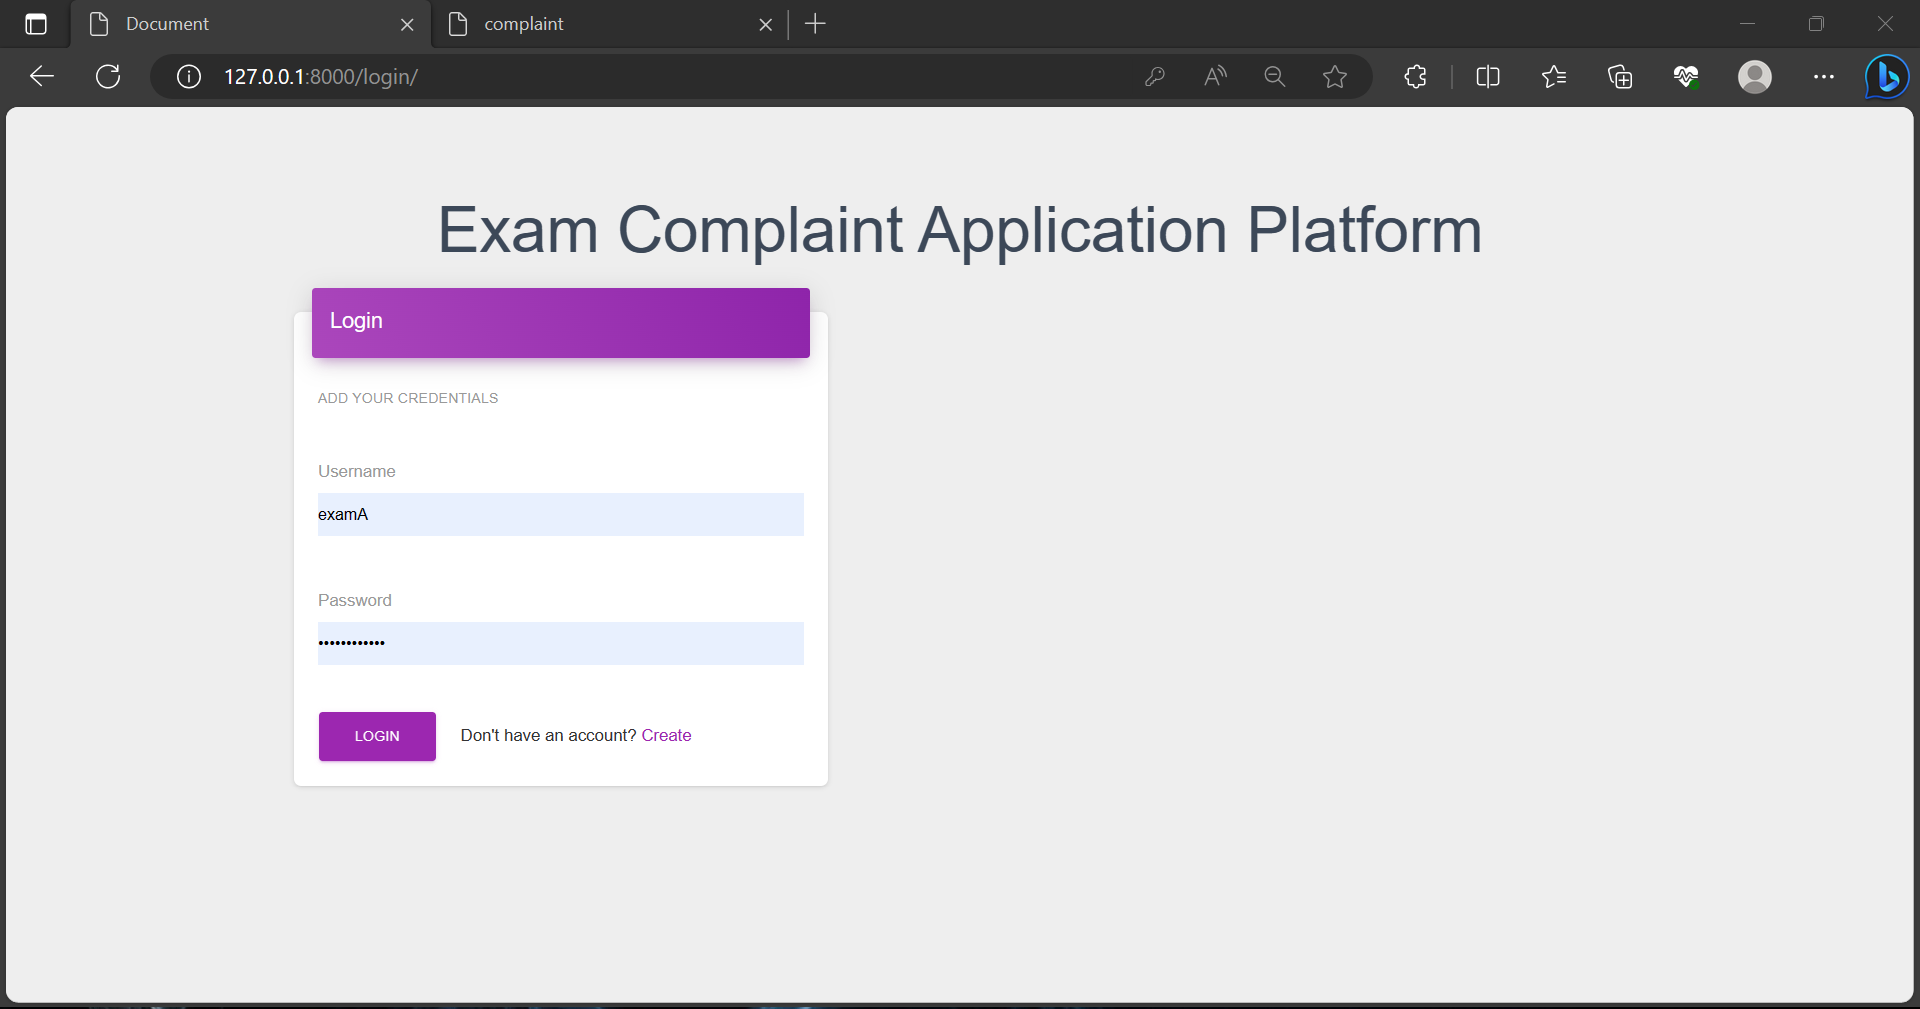 Document
complaint
127.0.0.1:8000/login/
Exam Complaint Application Platform
Login
ADD YOUR CREDENTIALS
Username
examA
Password
••••••••••••
LOGIN Don't have an account? Create